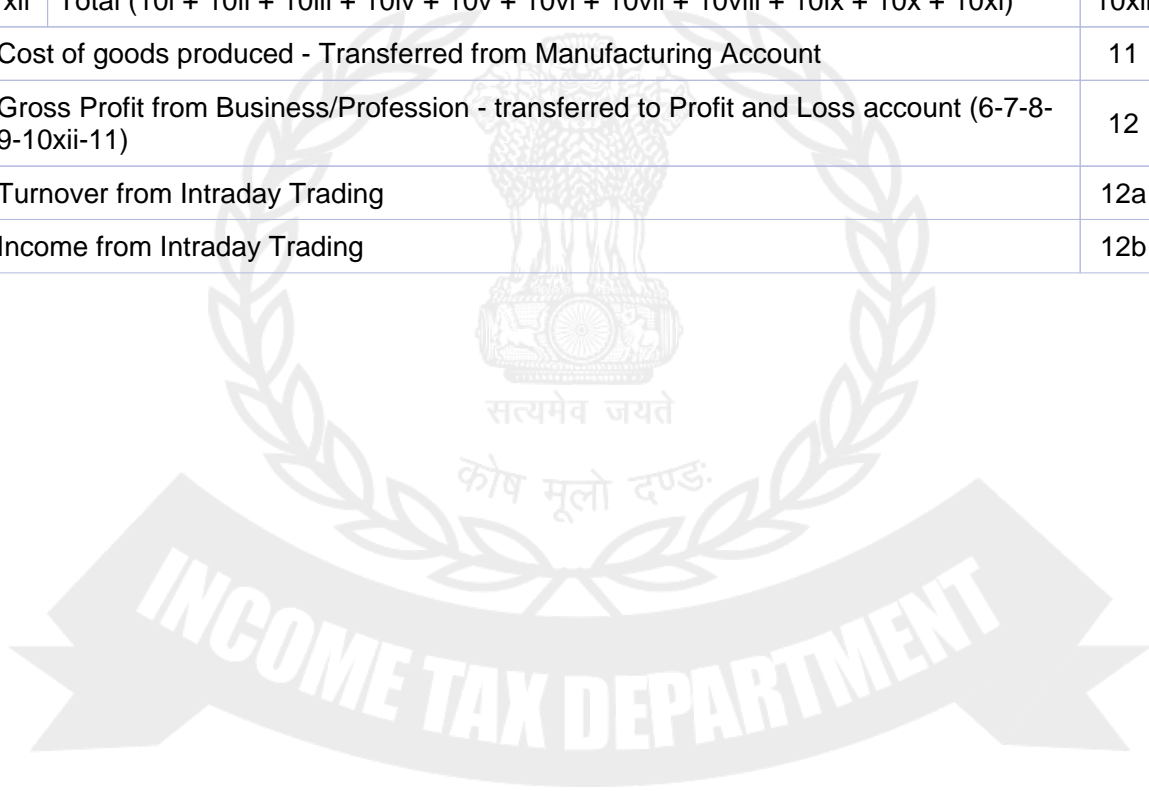 xii Total (10i + 10ii + 10iii + 10iv + 10v + 10vi + 10vii + 10viii + 10ix + 10x + 10xi) 10xii
Cost of goods produced - Transferred from Manufacturing Account 11
Gross Profit from Business/Profession - transferred to Profit and Loss account (6-7-8-
9-10xii-11) 12
Turnover from Intraday Trading 12a
Income from Intraday Trading 12b
सत्यमेव जयते
कोष मूलो दण्डः
INCOME TAX DEPARTMENT